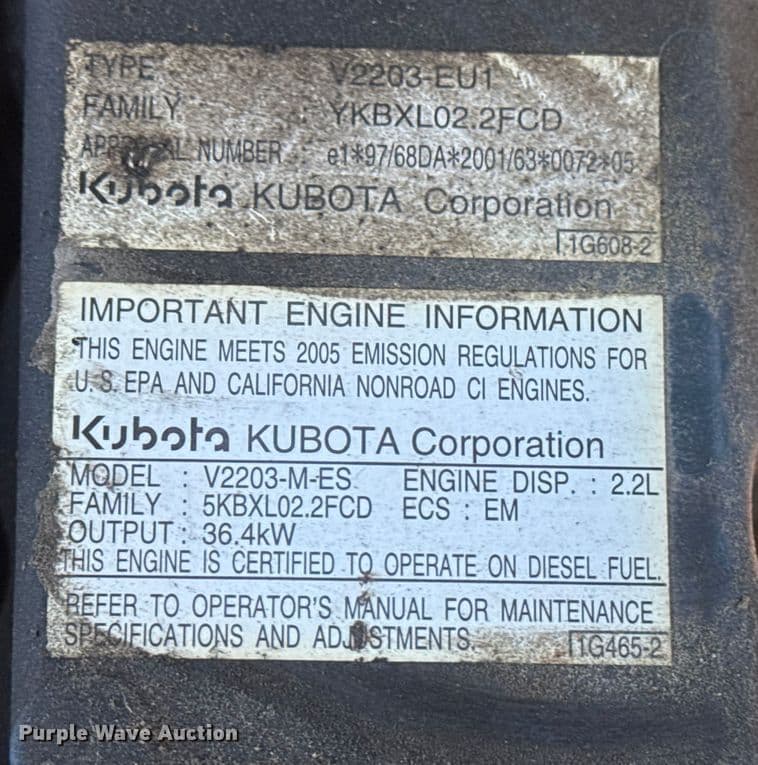 TYPE : V2203-EU1
FAMILY : YKBXL02.2FCD
APPROVAL NUMBER : e1*97/68DA*2001/63*0072*05
Kubota KUBOTA Corporation
1G608-2
IMPORTANT ENGINE INFORMATION
THIS ENGINE MEETS 2005 EMISSION REGULATIONS FOR
U.S. EPA AND CALIFORNIA NONROAD CI ENGINES.
Kubota KUBOTA Corporation
MODEL : V2203-M-ES ENGINE DISP. : 2.2L
FAMILY : 5KBXL02.2FCD ECS : EM
OUTPUT : 36.4kW
THIS ENGINE IS CERTIFIED TO OPERATE ON DIESEL FUEL.
REFER TO OPERATOR'S MANUAL FOR MAINTENANCE
SPECIFICATIONS AND ADJUSTMENTS.
1G465-2
Purple Wave Auction